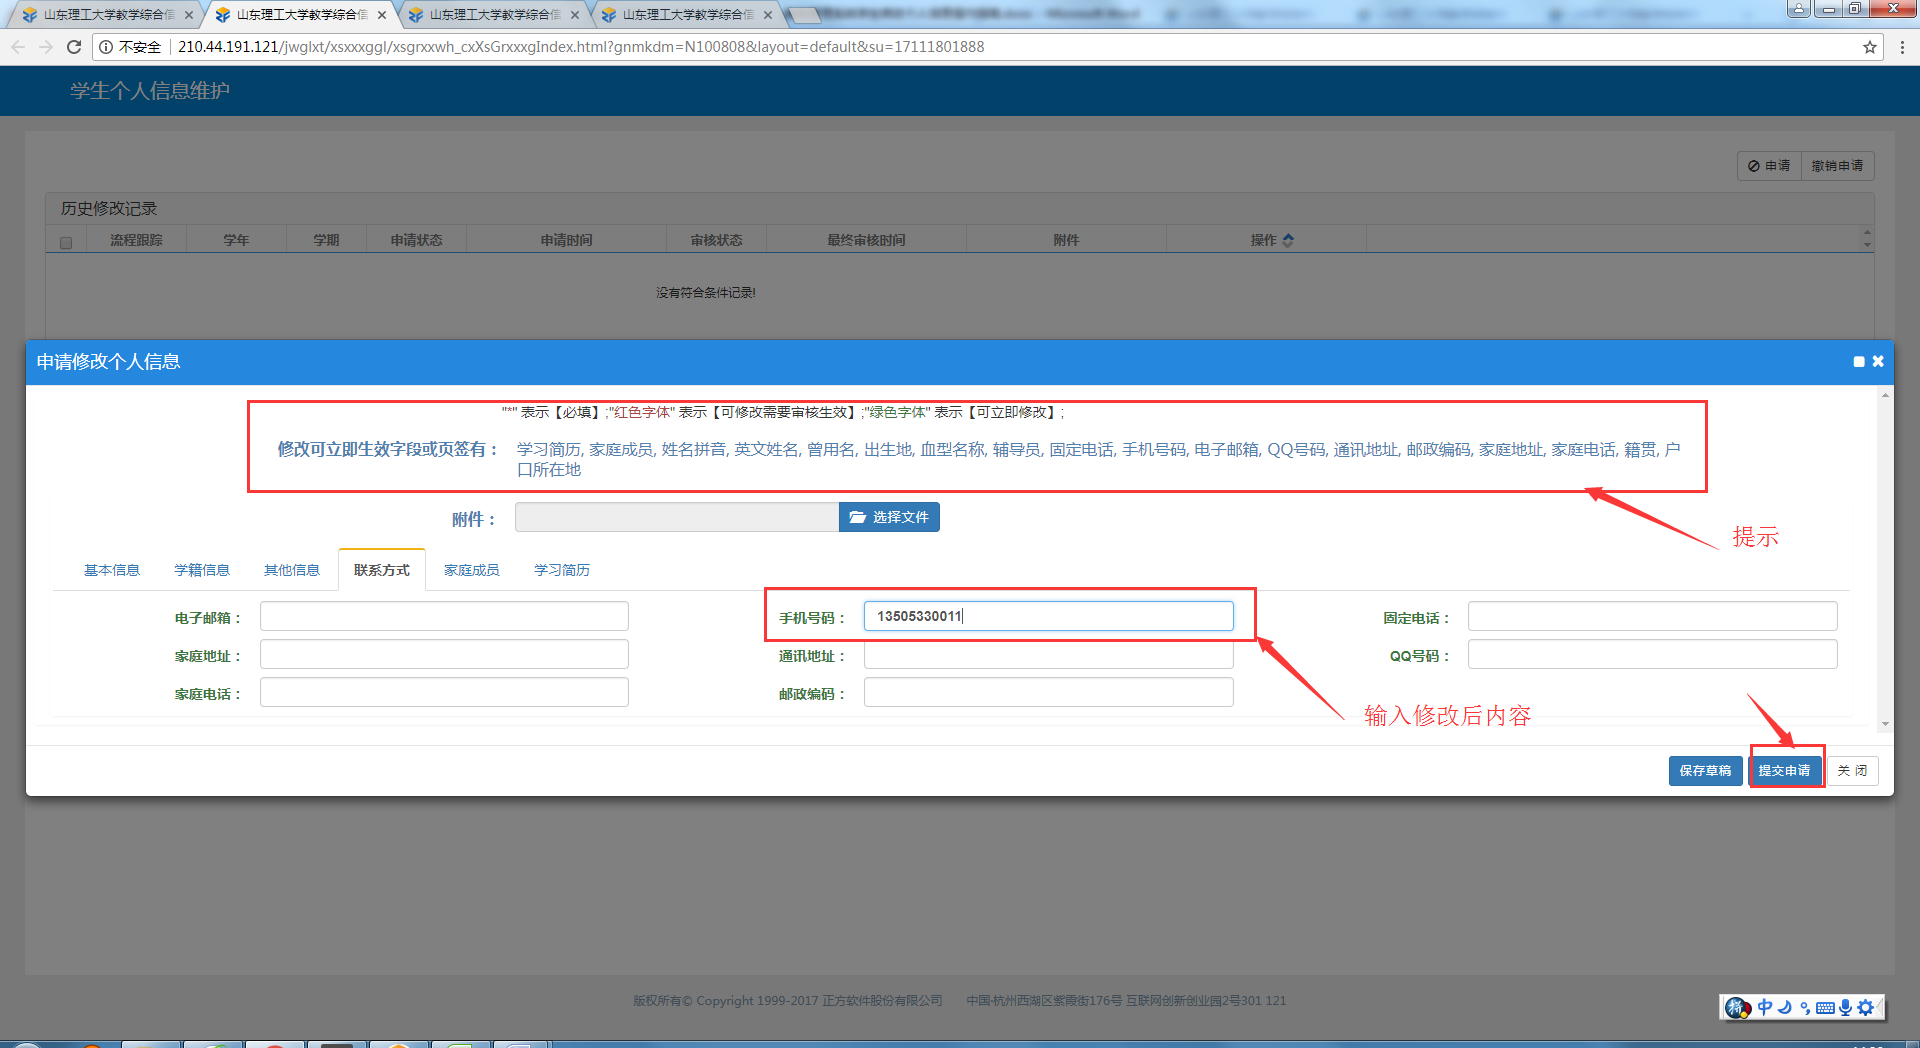 山东理工大学教学综合信
山东理工大学教学综合信
山东理工大学教学综合信
山东理工大学教学综合信
不安全 210.44.191.121/jwglxt/xsxxxggl/xsgrxxwh_cxXsGrxxxgIndex.html?gnmkdm=N100808&layout=default&su=17111801888
学生个人信息维护
申请 撤销申请
历史修改记录
流程跟踪 学年 学期 申请状态 申请时间 审核状态 最终审核时间 附件 操作
没有符合条件记录!
申请修改个人信息
"*" 表示【必填】;"红色字体" 表示【可修改需要审核生效】;"绿色字体" 表示【可立即修改】;
修改可立即生效字段或页签有： 学习简历, 家庭成员, 姓名拼音, 英文姓名, 曾用名, 出生地, 血型名称, 辅导员, 固定电话, 手机号码, 电子邮箱, QQ号码, 通讯地址, 邮政编码, 家庭地址, 家庭电话, 籍贯, 户
口所在地
附件： 选择文件
提示
基本信息 学籍信息 其他信息 联系方式 家庭成员 学习简历
电子邮箱： 手机号码： 13505330011 固定电话：
家庭地址： 通讯地址： QQ号码：
家庭电话： 邮政编码：
输入修改后内容
保存草稿 提交申请 关 闭
版权所有© Copyright 1999-2017 正方软件股份有限公司 中国·杭州西湖区紫霞街176号 互联网创新创业园2号301 121
中